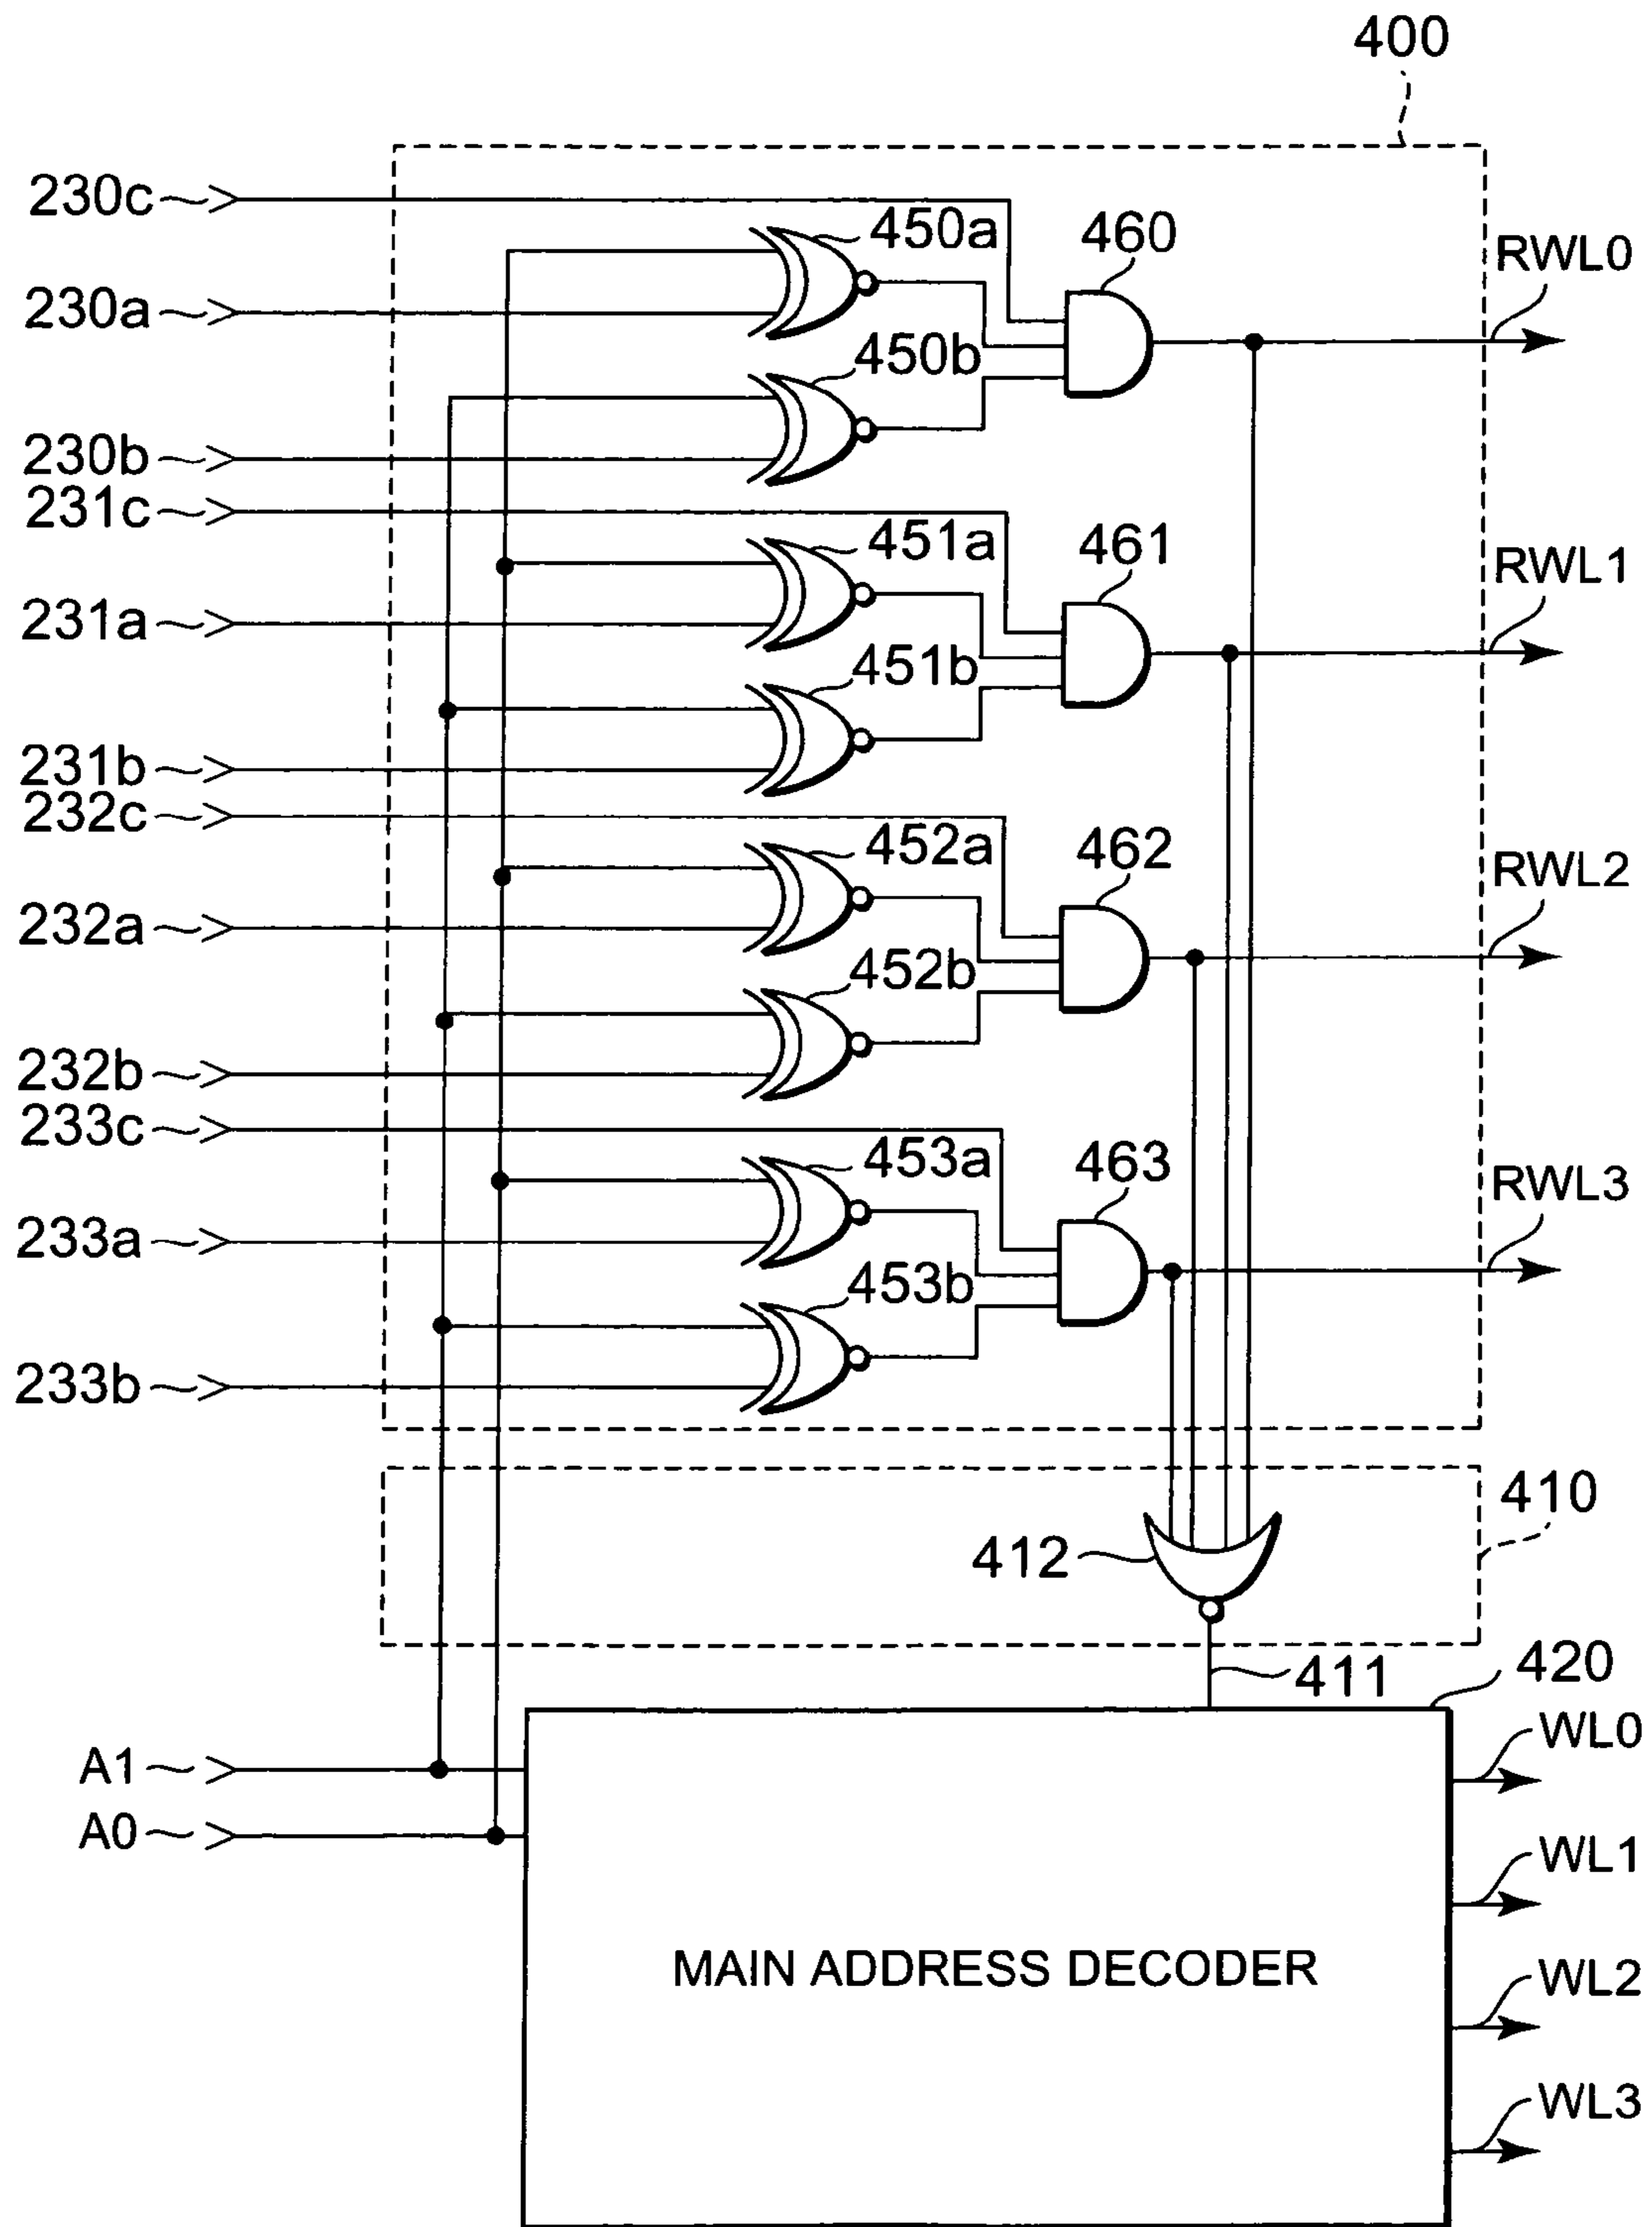 400
230c
450a
460
RWL0
230a
450b
230b
231c
451a
461
RWL1
231a
451b
231b
232c
452a
462
RWL2
232a
452b
232b
233c
453a
463
RWL3
233a
453b
233b
410
412
411
420
WL0
A1
A0
WL1
MAIN ADDRESS DECODER
WL2
WL3